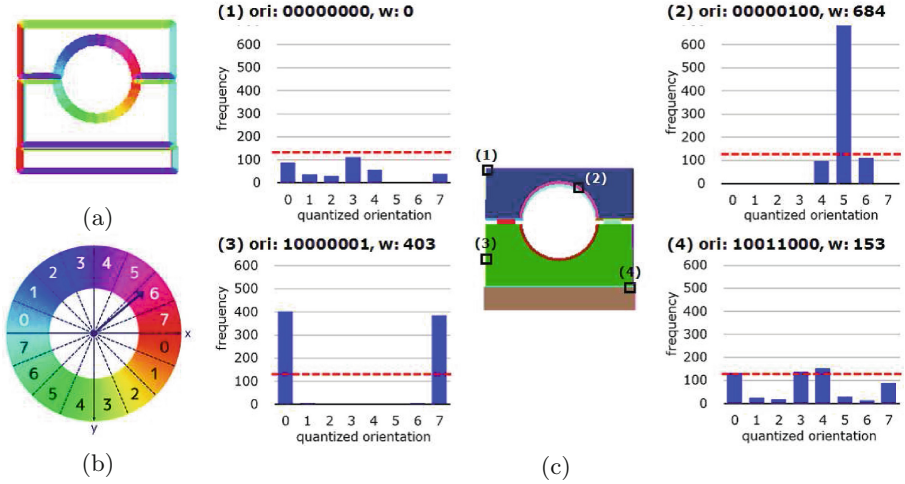 (a)
(1) ori: 00000000, w: 0
frequency
600
500
400
300
200
100
0
0 1 2 3 4 5 6 7
quantized orientation
(2) ori: 00000100, w: 684
frequency
600
500
400
300
200
100
0
0 1 2 3 4 5 6 7
quantized orientation
(1)
(2)
(3)
(4)
0 1 2 3 4 5 6 7
0 1 2 3 4 5 6 7
x
y
(b)
(3) ori: 10000001, w: 403
frequency
600
500
400
300
200
100
0
0 1 2 3 4 5 6 7
quantized orientation
(c)
(4) ori: 10011000, w: 153
frequency
600
500
400
300
200
100
0
0 1 2 3 4 5 6 7
quantized orientation